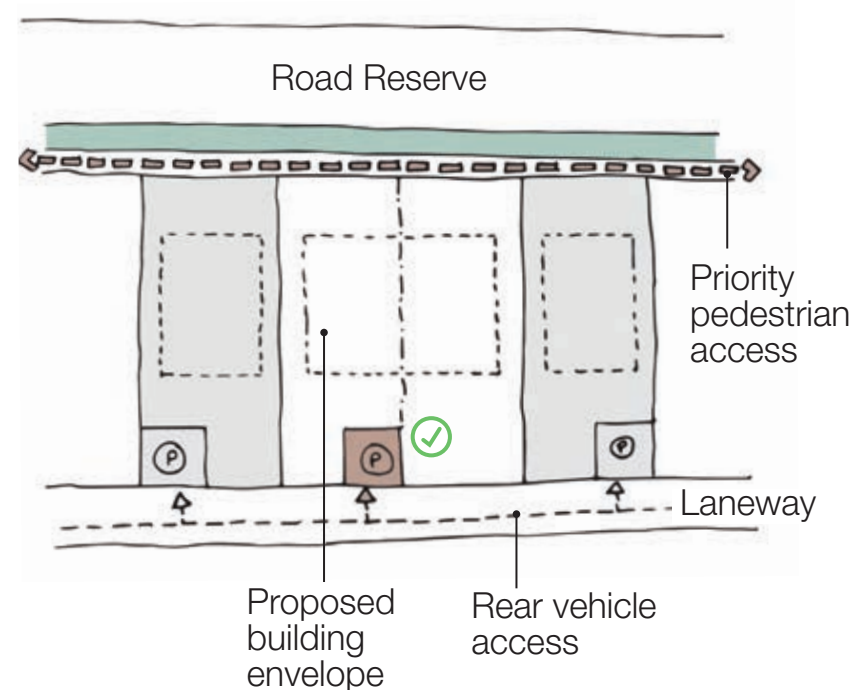 Road Reserve
Priority
pedestrian
access
P
P
P
Laneway
Proposed
building
envelope
Rear vehicle
access